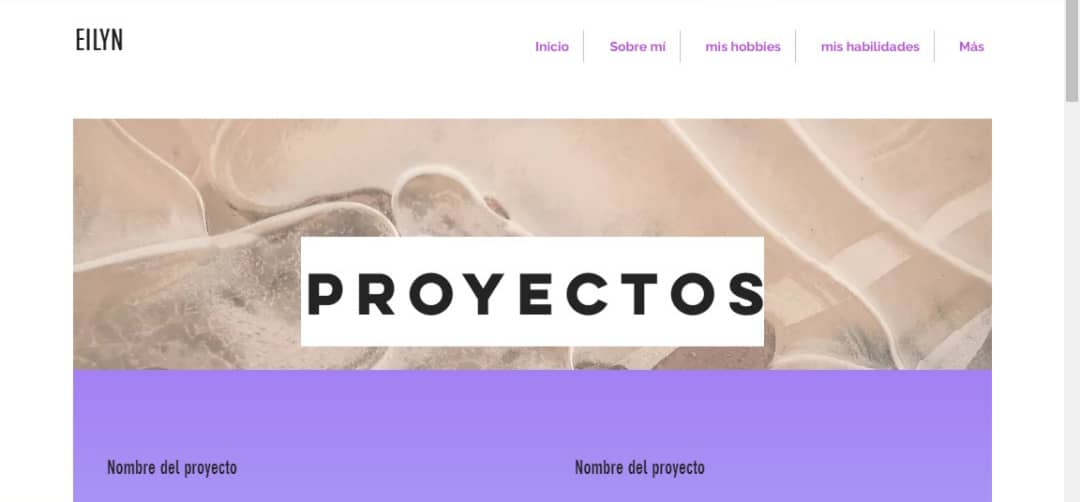 EILYN
Inicio
Sobre mí
mis hobbies
mis habilidades
Más
PROYECTOS
Nombre del proyecto
Nombre del proyecto